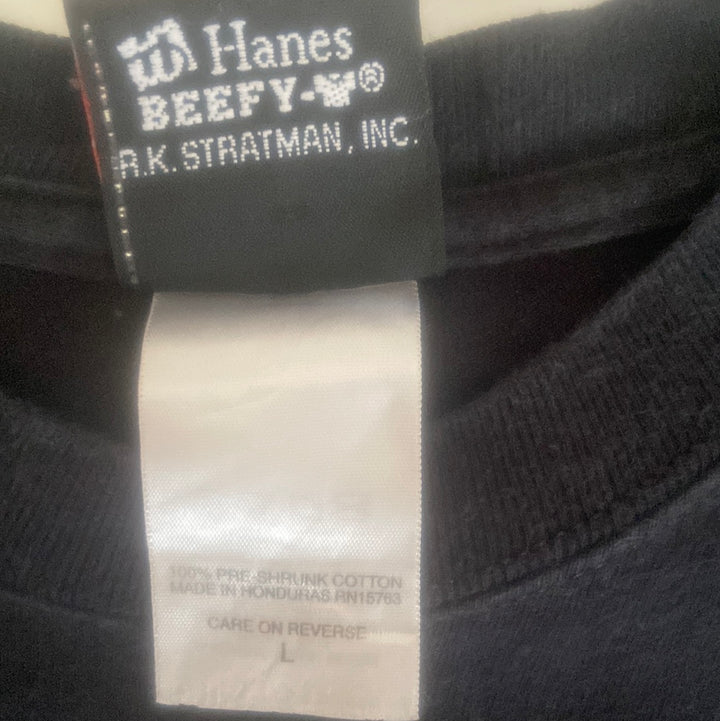 Hanes
BEEFY-T®
R.K. STRATMAN, INC.
100% PRE-SHRUNK COTTON
MADE IN HONDURAS RN15763
CARE ON REVERSE
L